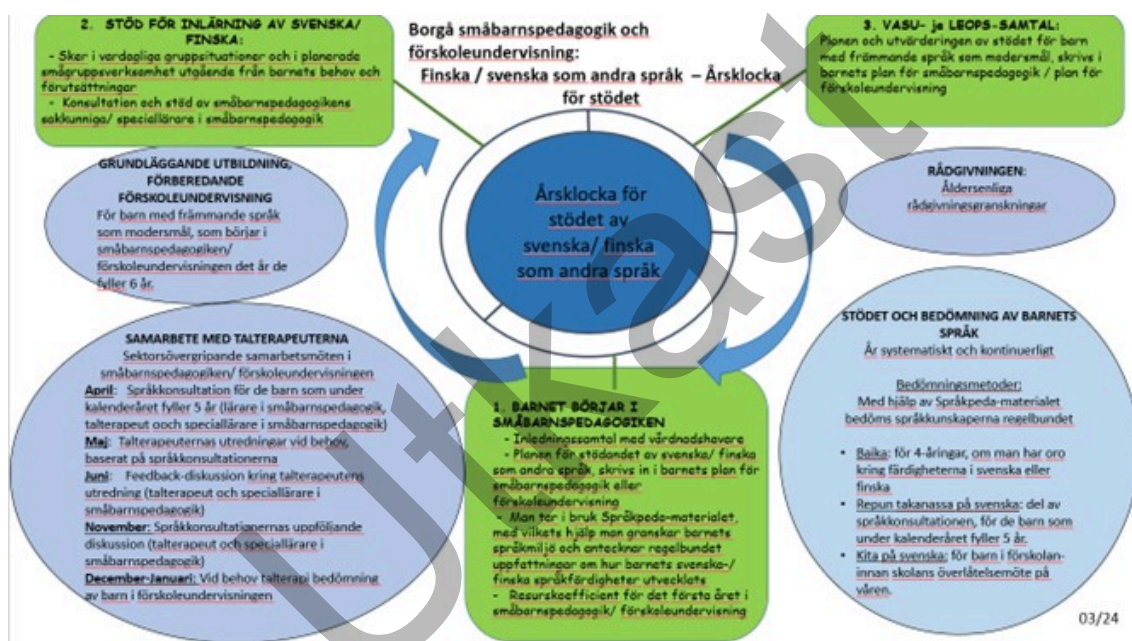 2. STÖD FÖR INLÄRNING AV SVENSKA/
FINSKA:
- Sker i vardagliga gruppsituationer och i planerade
smågruppsverksamhet utgående från barnets behov och
förutsättningar
- Konsultation och stöd av småbarnspedagogikens
sakkunniga/ speciallärare i småbarnspedagogik
Borgå småbarnspedagogik och
förskoleundervisning:
Finska / svenska som andra språk – Årsklocka
för stödet
3. VASU- ja LEOPS-SAMTAL:
Planen och utvärderingen av stödet för barn
med främmande språk som modersmål, skrivs i
barnets plan för småbarnspedagogik / plan för
förskoleundervisning
GRUNDLÄGGANDE UTBILDNING,
FÖRBEREDANDE
FÖRSKOLEUNDERVISNING
För barn med främmande språk
som modersmål, som börjar i
småbarnspedagogiken/
förskoleundervisningen det år de
fyller 6 år.
Årsklocka för
stödet av
svenska/ finska
som andra språk
RÅDGIVNINGEN:
Åldersenliga
rådgivningsgranskningar
SAMARBETE MED TALTERAPEUTERNA
Sektorsövergripande samarbetsmöten i
småbarnspedagogiken/ förskoleundervisningen
April: Språkkonsultation för de barn som under
kalenderåret fyller 5 år (lärare i småbarnspedagogik,
talterapeut och speciallärare i småbarnspedagogik)
Maj: Talterapeuternas utredningar vid behov,
baserat på språkkonsultationerna
Juni: Feedback-diskussion kring talterapeutens
utredning (talterapeut och speciallärare i
småbarnspedagogik)
November: Språkkonsultationernas uppföljande
diskussion (talterapeut och speciallärare i
småbarnspedagogik)
December-Januari: Vid behov talterapi bedömning
av barn i förskoleundervisningen
1. BARNET BÖRJAR I
SMÅBARNSPEDAGOGIKEN
- Inledningssamtal med vårdnadshavare
- Planen för stödandet av svenska/ finska
som andra språk, skrivs in i barnets plan för
småbarnspedagogik eller
förskoleundervisning
- Man tar i bruk Språkpeda-materialet,
med vilkets hjälp man granskar barnets
språkmiljö och antecknar regelbundet
uppfattningar om hur barnets svenska-/
finska språkfärdigheter utvecklats
- Resurskoefficient för det första året i
småbarnspedagogik/ förskoleundervisning
STÖDET OCH BEDÖMNING AV BARNETS
SPRÅK
Är systematiskt och kontinuerligt
Bedömningsmetoder:
Med hjälp av Språkpeda-materialet
bedöms språkkunskaperna regelbundet
• Baika: för 4-åringar, om man har oro
kring färdigheterna i svenska eller
finska
• Repun takanassa på svenska: del av
språkkonsultationen, för de barn som
under kalenderåret fyller 5 år.
• Kita på svenska: för barn i förskolan-
innan skolans överlåtelsemöte på
våren.
03/24
Utkast